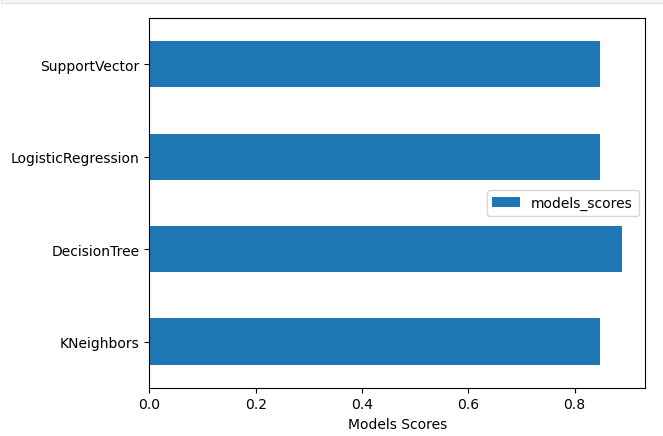 SupportVector
LogisticRegression
models_scores
DecisionTree
KNeighbors
0.0 0.2 0.4 0.6 0.8
Models Scores